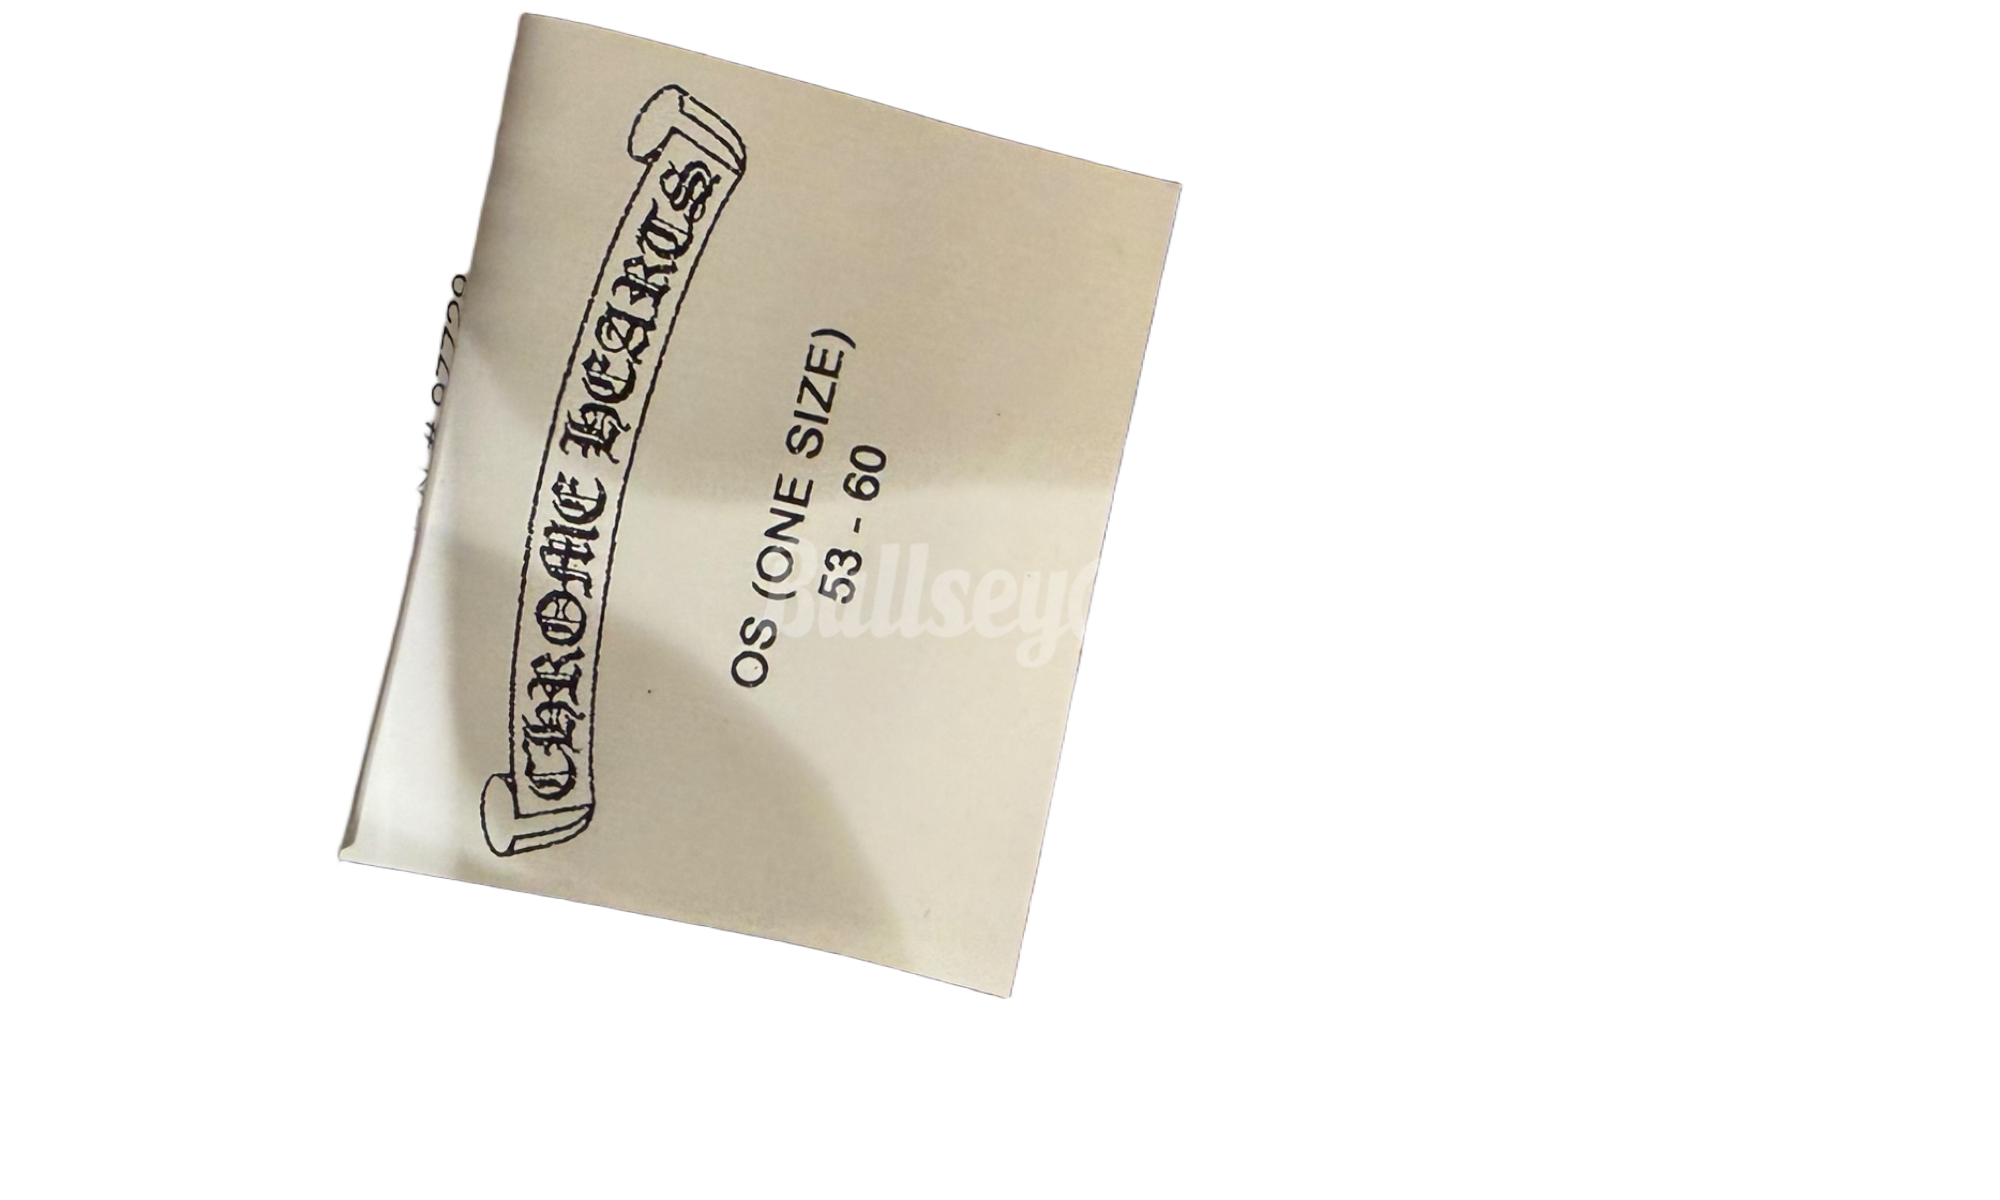 CHROME HEARTS
OS (ONE SIZE)
53 - 60